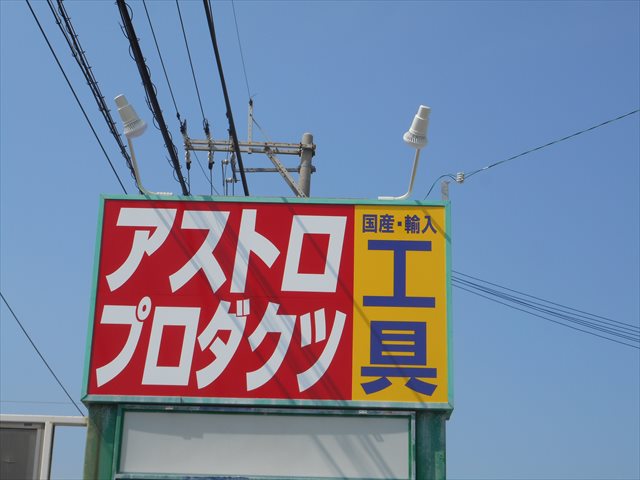 アストロ
プロダクツ
国産・輸入
工具